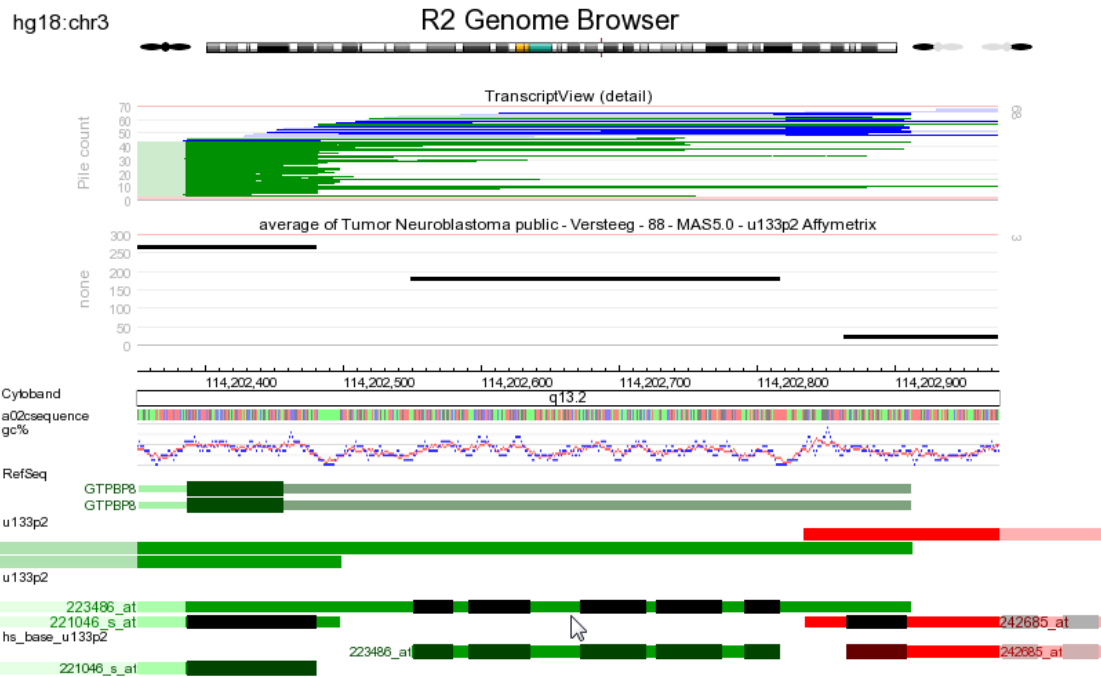 hg18:chr3
R2 Genome Browser
TranscriptView (detail)
Pile count
70
60
50
40
30
20
10
0
68
average of Tumor Neuroblastoma public - Versteeg - 88 - MAS5.0 - u133p2 Affymetrix
none
300
250
200
150
100
50
0
3
114,202,400 114,202,500 114,202,600 114,202,700 114,202,800 114,202,900
Cytoband
q13.2
a02csequence
gc%
RefSeq
GTPBP8
GTPBP8
u133p2
u133p2
223486_at
221046_s_at 242685_at
hs_base_u133p2
223486_at 242685_at
221046_s_at